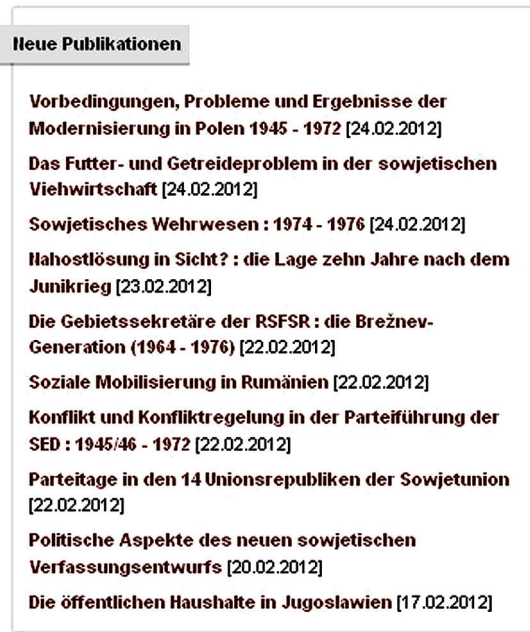 Neue Publikationen
Vorbedingungen, Probleme und Ergebnisse der
Modernisierung in Polen 1945 - 1972 [24.02.2012]
Das Futter- und Getreideproblem in der sowjetischen
Viehwirtschaft [24.02.2012]
Sowjetisches Wehrwesen : 1974 - 1976 [24.02.2012]
Nahostlösung in Sicht? : die Lage zehn Jahre nach dem
Junikrieg [23.02.2012]
Die Gebietssekretäre der RSFSR : die Brežnev-
Generation (1964 - 1976) [22.02.2012]
Soziale Mobilisierung in Rumänien [22.02.2012]
Konflikt und Konfliktregelung in der Parteiführung der
SED : 1945/46 - 1972 [22.02.2012]
Parteitage in den 14 Unionsrepubliken der Sowjetunion
[22.02.2012]
Politische Aspekte des neuen sowjetischen
Verfassungsentwurfs [20.02.2012]
Die öffentlichen Haushalte in Jugoslawien [17.02.2012]